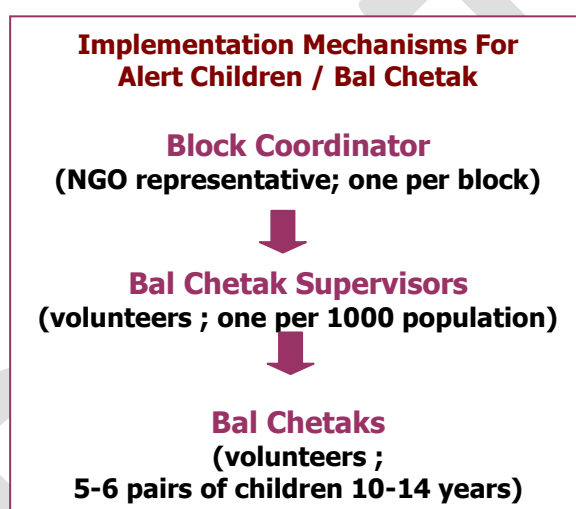 Implementation Mechanisms For
Alert Children / Bal Chetak
Block Coordinator
(NGO representative; one per block)
Bal Chetak Supervisors
(volunteers ; one per 1000 population)
Bal Chetaks
(volunteers ;
5-6 pairs of children 10-14 years)